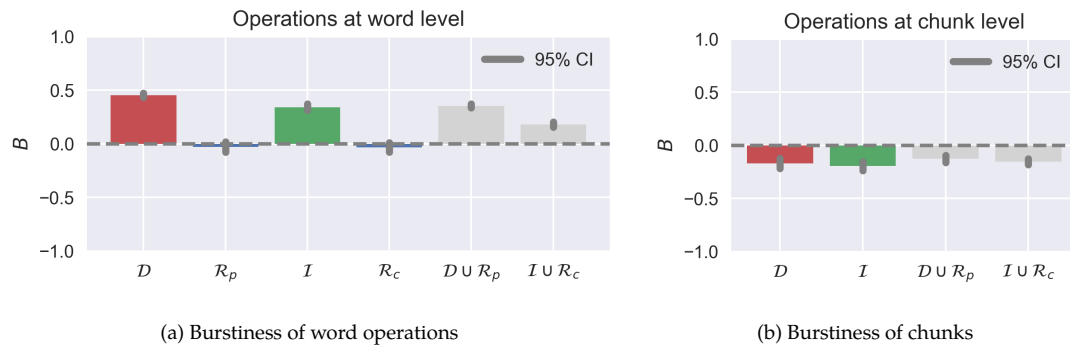 Operations at word level
1.0
0.5
0.0
−0.5
−1.0
B
95% CI
𝒟
ℛp
ℐ
ℛc
𝒟 ∪ ℛp
ℐ ∪ ℛc
(a) Burstiness of word operations
Operations at chunk level
1.0
0.5
0.0
−0.5
−1.0
B
95% CI
𝒟
ℐ
𝒟 ∪ ℛp
ℐ ∪ ℛc
(b) Burstiness of chunks